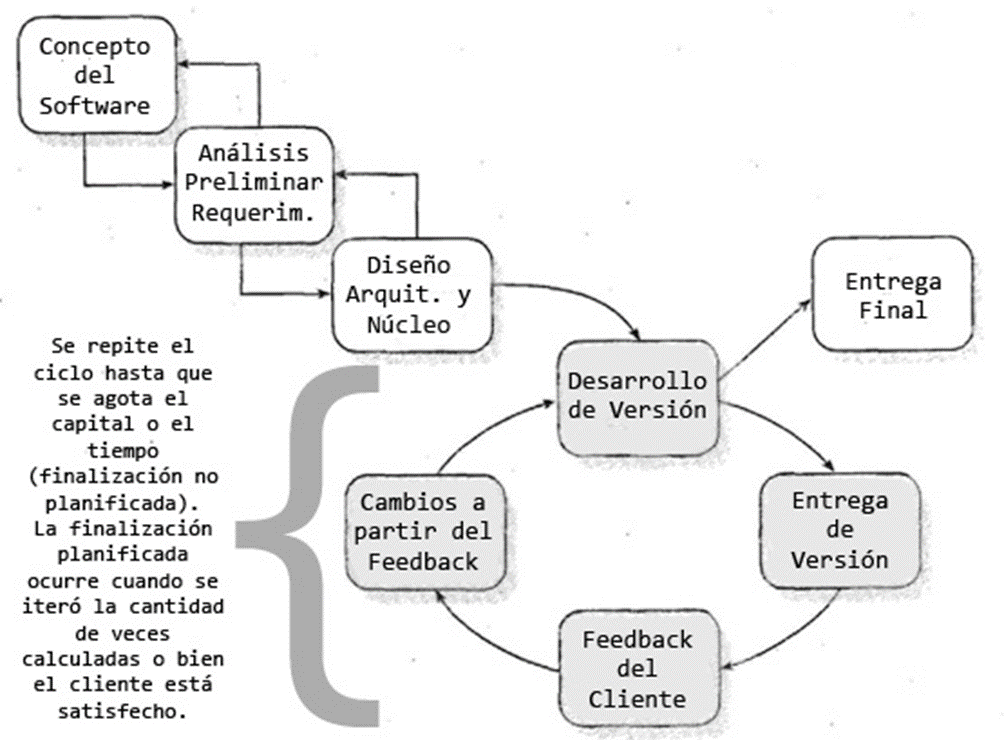 Concepto
del
Software
Análisis
Preliminar
Requerim.
Diseño
Arquit. y
Núcleo
Entrega
Final
Desarrollo
de Versión
Entrega
de
Versión
Feedback
del
Cliente
Cambios a
partir del
Feedback
Se repite el
ciclo hasta que
se agota el
capital o el
tiempo
(finalización no
planificada).
La finalización
planificada
ocurre cuando se
iteró la cantidad
de veces
calculadas o bien
el cliente está
satisfecho.